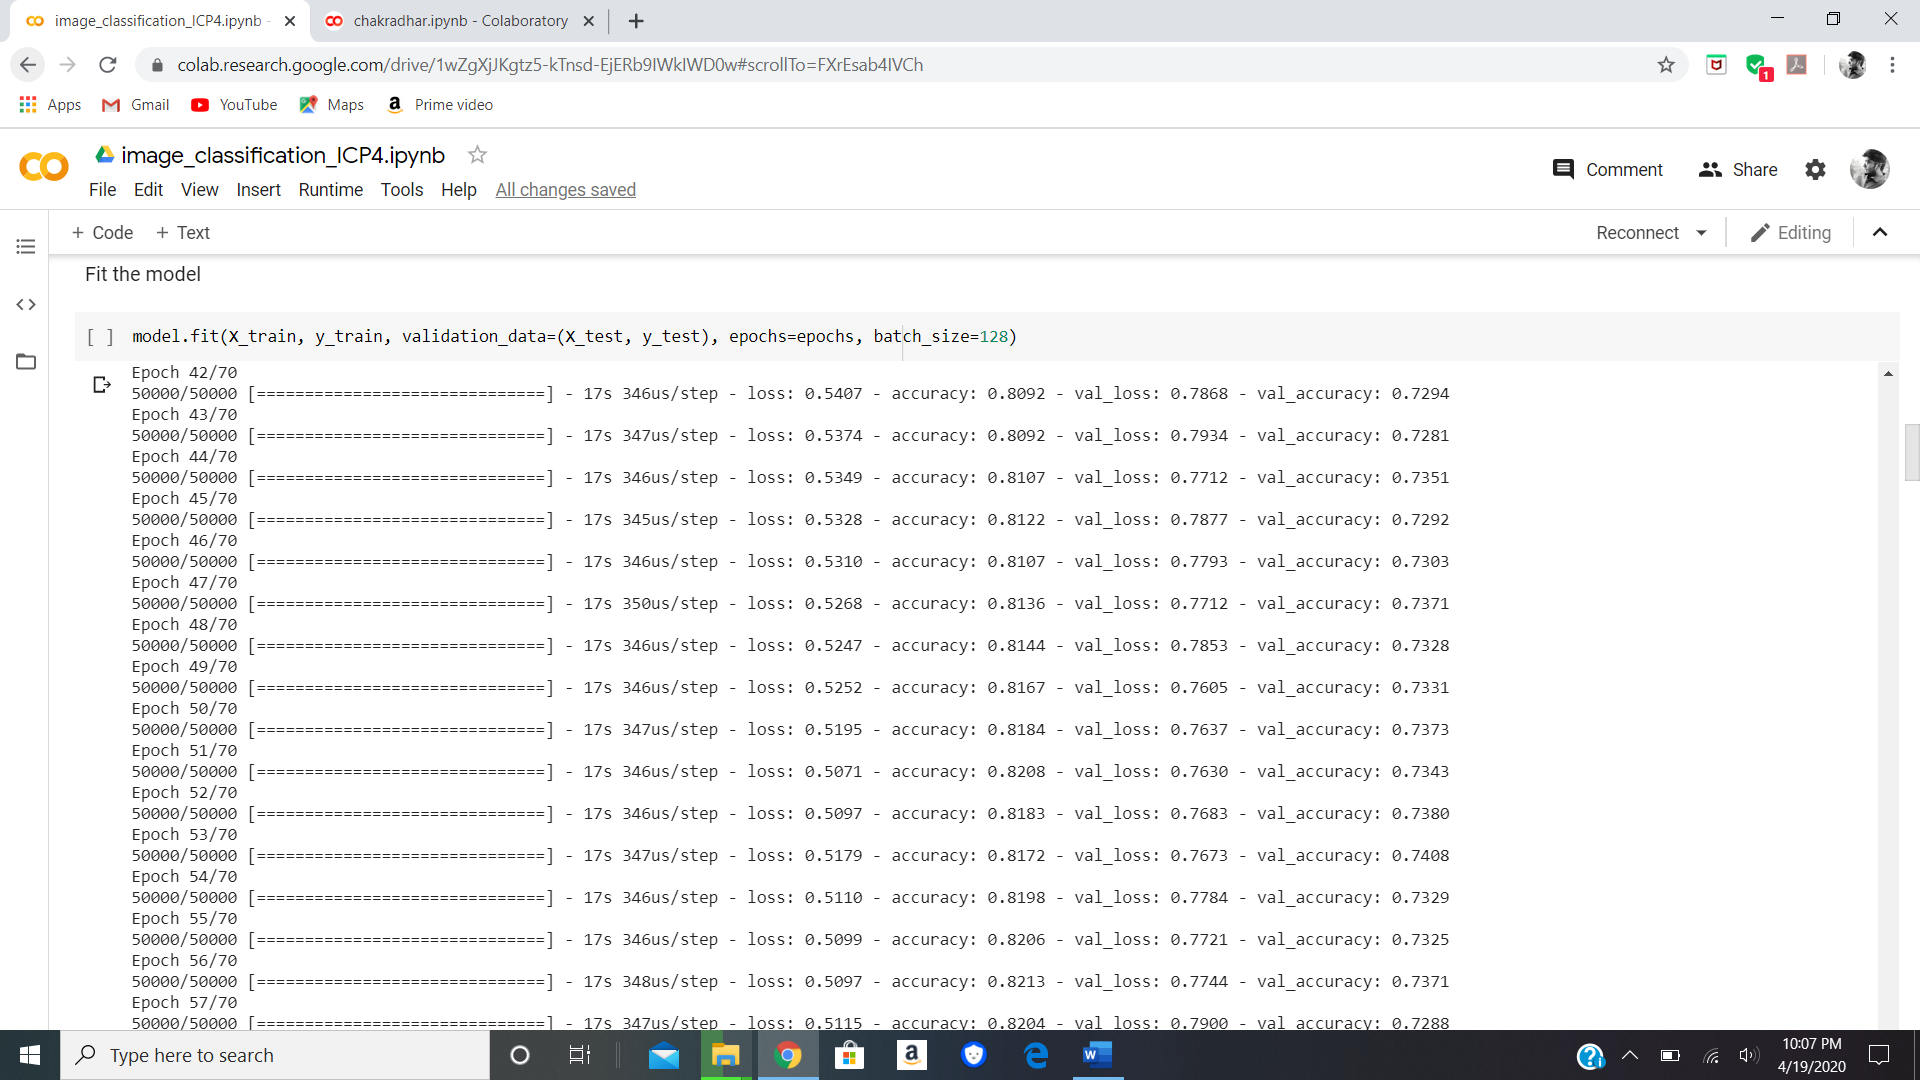 image_classification_ICP4.ipynb -
chakradhar.ipynb - Colaboratory
colab.research.google.com/drive/1wZgXjJKgtz5-kTnsd-EjERb9IWkIWD0w#scrollTo=FXrEsab4IVCh
1
Apps Gmail YouTube Maps Prime video
image_classification_ICP4.ipynb
Comment Share
File Edit View Insert Runtime Tools Help All changes saved
+ Code + Text Reconnect Editing
Fit the model
[ ] model.fit(X_train, y_train, validation_data=(X_test, y_test), epochs=epochs, batch_size=128)
Epoch 42/70
50000/50000 [==============================] - 17s 346us/step - loss: 0.5407 - accuracy: 0.8092 - val_loss: 0.7868 - val_accuracy: 0.7294
Epoch 43/70
50000/50000 [==============================] - 17s 347us/step - loss: 0.5374 - accuracy: 0.8092 - val_loss: 0.7934 - val_accuracy: 0.7281
Epoch 44/70
50000/50000 [==============================] - 17s 346us/step - loss: 0.5349 - accuracy: 0.8107 - val_loss: 0.7712 - val_accuracy: 0.7351
Epoch 45/70
50000/50000 [==============================] - 17s 345us/step - loss: 0.5328 - accuracy: 0.8122 - val_loss: 0.7877 - val_accuracy: 0.7292
Epoch 46/70
50000/50000 [==============================] - 17s 346us/step - loss: 0.5310 - accuracy: 0.8107 - val_loss: 0.7793 - val_accuracy: 0.7303
Epoch 47/70
50000/50000 [==============================] - 17s 350us/step - loss: 0.5268 - accuracy: 0.8136 - val_loss: 0.7712 - val_accuracy: 0.7371
Epoch 48/70
50000/50000 [==============================] - 17s 346us/step - loss: 0.5247 - accuracy: 0.8144 - val_loss: 0.7853 - val_accuracy: 0.7328
Epoch 49/70
50000/50000 [==============================] - 17s 346us/step - loss: 0.5252 - accuracy: 0.8167 - val_loss: 0.7605 - val_accuracy: 0.7331
Epoch 50/70
50000/50000 [==============================] - 17s 347us/step - loss: 0.5195 - accuracy: 0.8184 - val_loss: 0.7637 - val_accuracy: 0.7373
Epoch 51/70
50000/50000 [==============================] - 17s 346us/step - loss: 0.5071 - accuracy: 0.8208 - val_loss: 0.7630 - val_accuracy: 0.7343
Epoch 52/70
50000/50000 [==============================] - 17s 346us/step - loss: 0.5097 - accuracy: 0.8183 - val_loss: 0.7683 - val_accuracy: 0.7380
Epoch 53/70
50000/50000 [==============================] - 17s 347us/step - loss: 0.5179 - accuracy: 0.8172 - val_loss: 0.7673 - val_accuracy: 0.7408
Epoch 54/70
50000/50000 [==============================] - 17s 346us/step - loss: 0.5110 - accuracy: 0.8198 - val_loss: 0.7784 - val_accuracy: 0.7329
Epoch 55/70
50000/50000 [==============================] - 17s 346us/step - loss: 0.5099 - accuracy: 0.8206 - val_loss: 0.7721 - val_accuracy: 0.7325
Epoch 56/70
50000/50000 [==============================] - 17s 348us/step - loss: 0.5097 - accuracy: 0.8213 - val_loss: 0.7744 - val_accuracy: 0.7371
Epoch 57/70
50000/50000 [==============================] - 17s 347us/step - loss: 0.5115 - accuracy: 0.8204 - val_loss: 0.7900 - val_accuracy: 0.7288
Type here to search
10:07 PM
4/19/2020